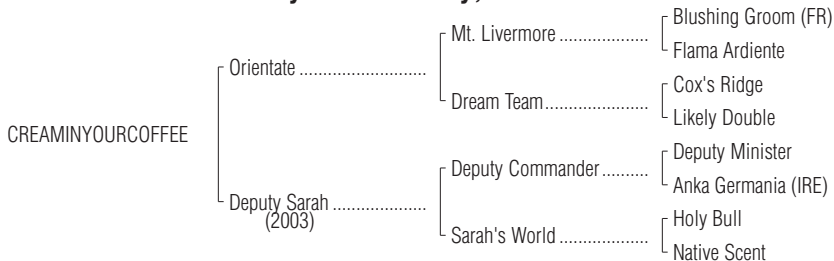 Mt. Livermore ....................
Blushing Groom (FR)
Flama Ardiente
Orientate ............................
Dream Team.......................
Cox's Ridge
Likely Double
CREAMINYOURCOFFEE
Deputy Commander ..........
Deputy Minister
Anka Germania (IRE)
Deputy Sarah .....................
(2003)
Sarah's World ....................
Holy Bull
Native Scent